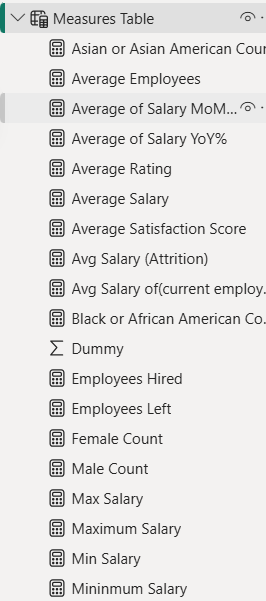 Measures Table
Asian or Asian American Cour
Average Employees
Average of Salary MoM...
Average of Salary YoY%
Average Rating
Average Salary
Average Satisfaction Score
Avg Salary (Attrition)
Avg Salary of(current employ.
Black or African American Co.
Dummy
Employees Hired
Employees Left
Female Count
Male Count
Max Salary
Maximum Salary
Min Salary
Mininmum Salary